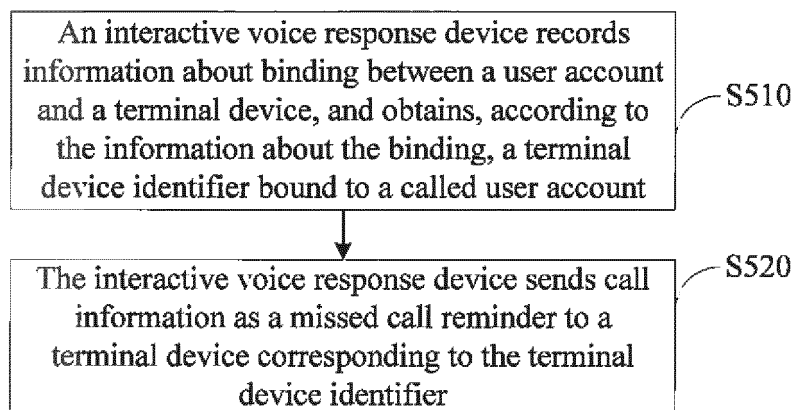 An interactive voice response device records
information about binding between a user account
and a terminal device, and obtains, according to
the information about the binding, a terminal
device identifier bound to a called user account
S510
The interactive voice response device sends call
information as a missed call reminder to a
terminal device corresponding to the terminal
device identifier
S520